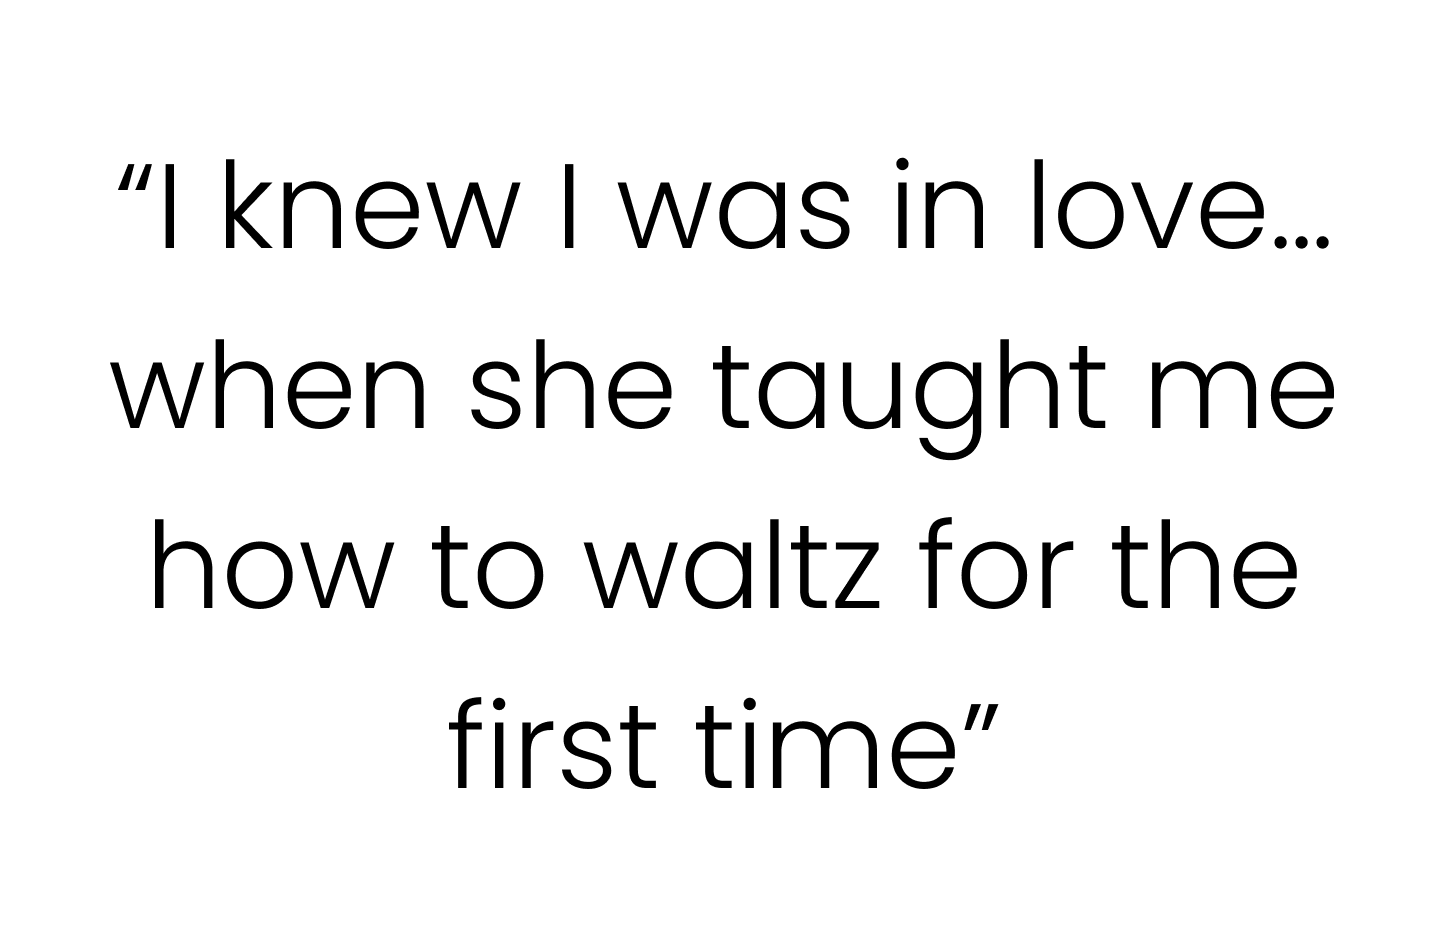 “I knew I was in love...
when she taught me
how to waltz for the
first time”